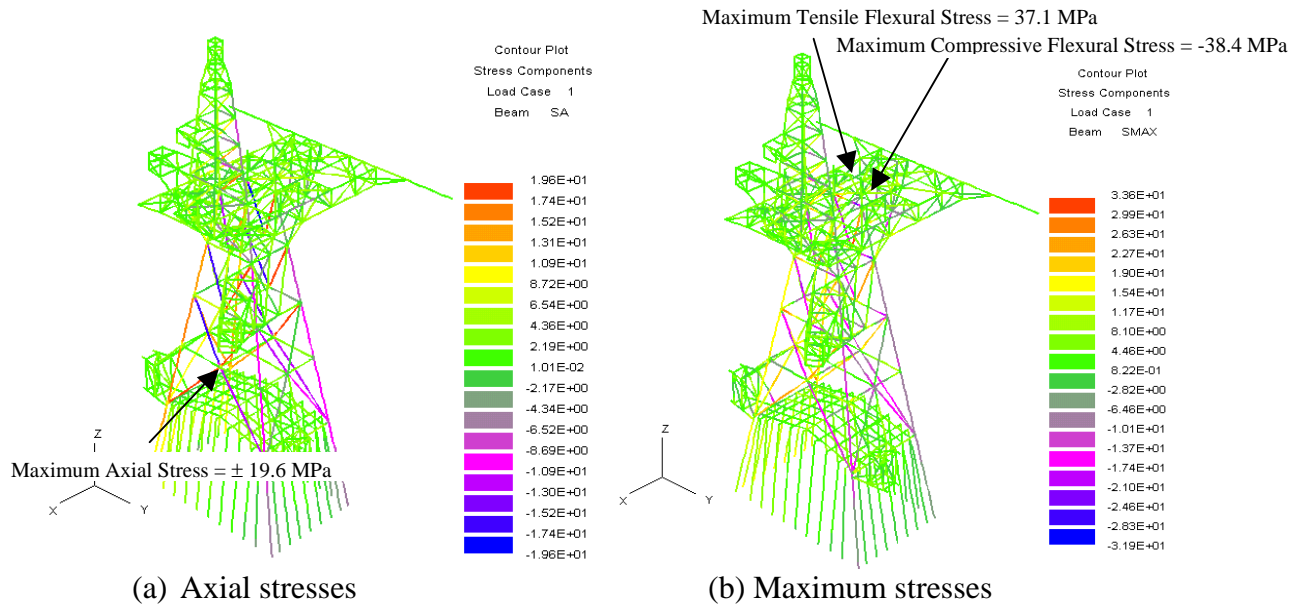 Maximum Tensile Flexural Stress = 37.1 MPa
Maximum Compressive Flexural Stress = -38.4 MPa
Contour Plot
Stress Components
Load Case 1
Beam SA
1.96E+01
1.74E+01
1.52E+01
1.31E+01
1.09E+01
8.72E+00
6.54E+00
4.36E+00
2.19E+00
1.01E-02
-2.17E+00
-4.34E+00
-6.52E+00
-8.69E+00
-1.09E+01
-1.30E+01
-1.52E+01
-1.74E+01
-1.96E+01
Z
X
Y
Maximum Axial Stress = ± 19.6 MPa
(a) Axial stresses
Contour Plot
Stress Components
Load Case 1
Beam SMAX
3.36E+01
2.99E+01
2.63E+01
2.27E+01
1.90E+01
1.54E+01
1.17E+01
8.10E+00
4.46E+00
8.22E-01
-2.82E+00
-6.46E+00
-1.01E+01
-1.37E+01
-1.74E+01
-2.10E+01
-2.46E+01
-2.83E+01
-3.19E+01
Z
X
Y
(b) Maximum stresses